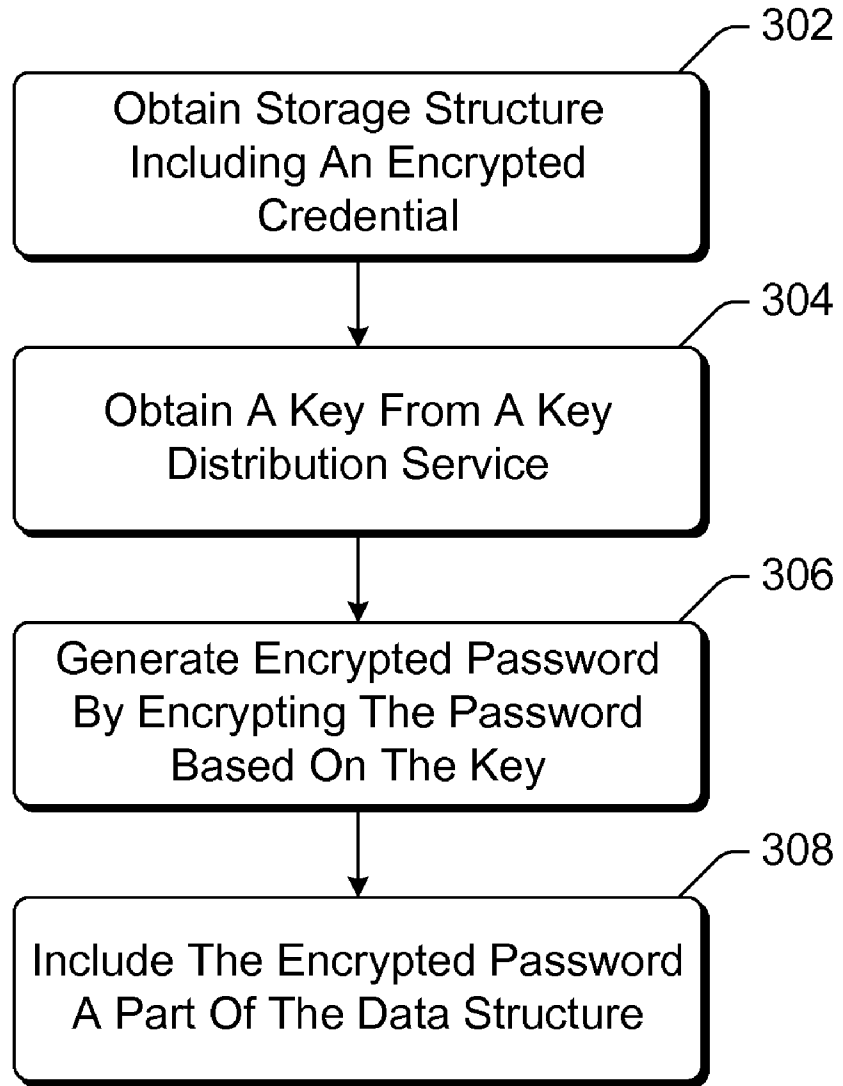 302
Obtain Storage Structure
Including An Encrypted
Credential
304
Obtain A Key From A Key
Distribution Service
306
Generate Encrypted Password
By Encrypting The Password
Based On The Key
308
Include The Encrypted Password
A Part Of The Data Structure